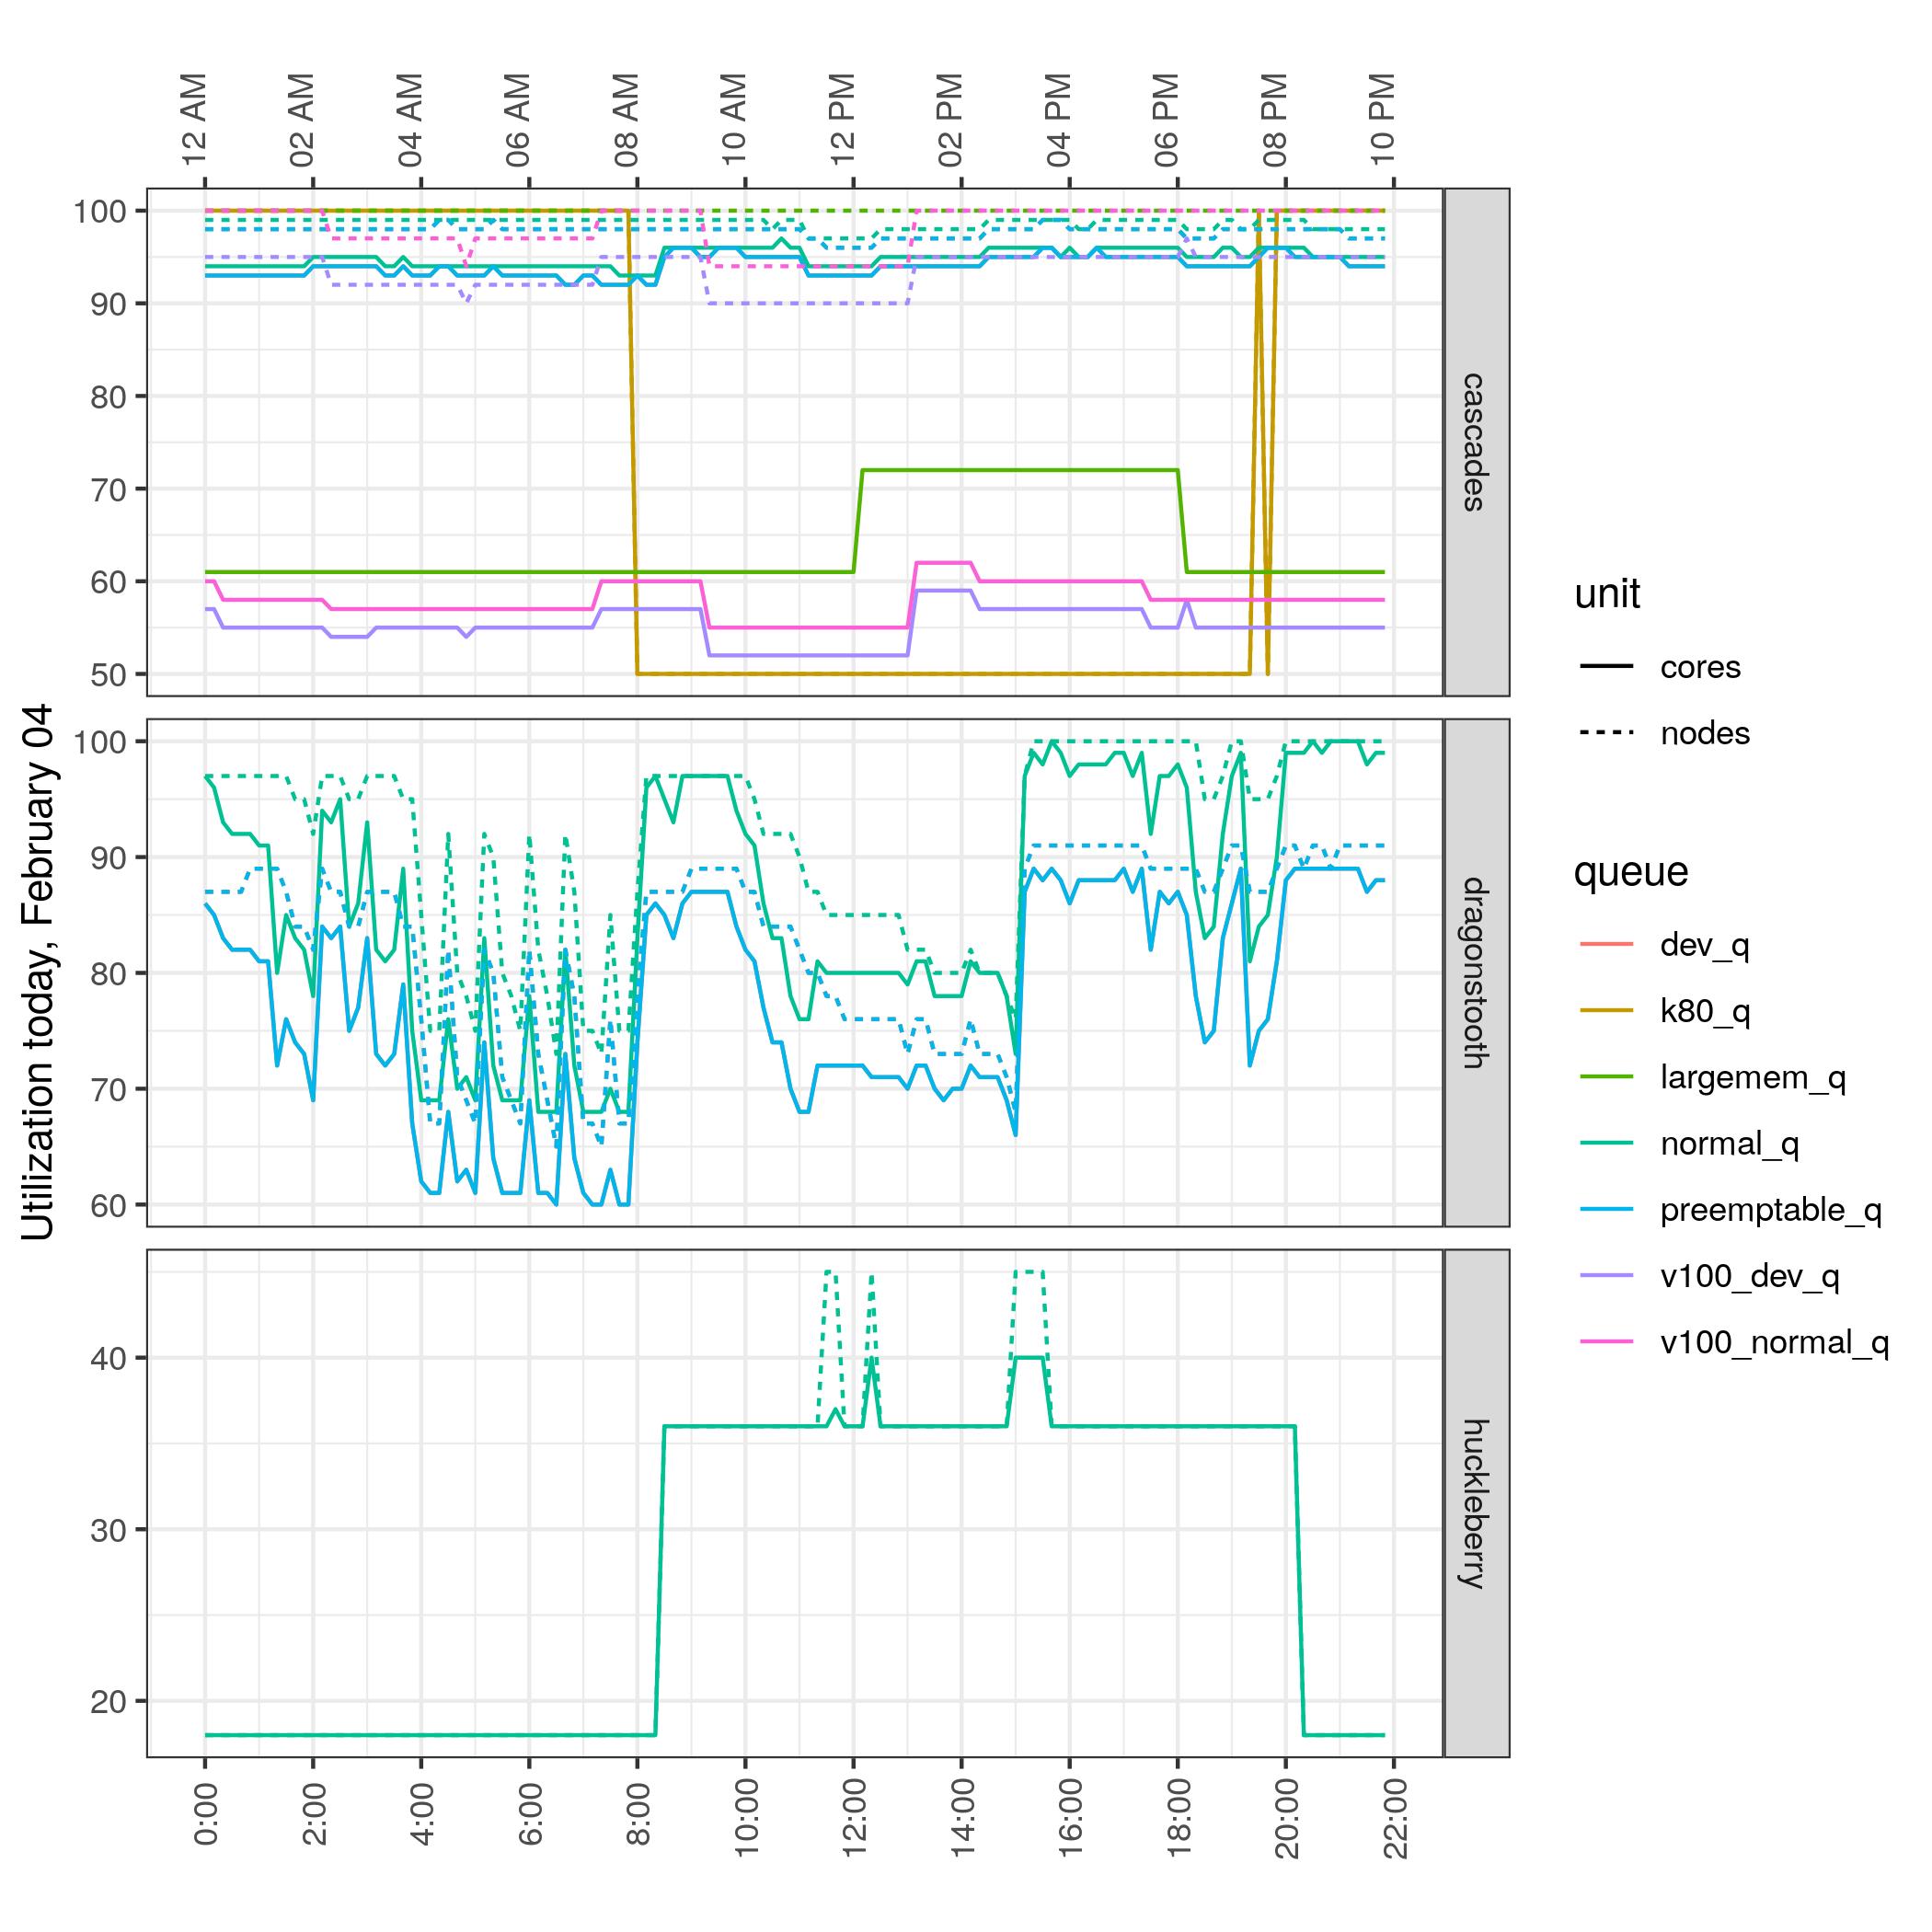 12 AM
02 AM
04 AM
06 AM
08 AM
10 AM
12 PM
02 PM
04 PM
06 PM
08 PM
10 PM
Utilization today, February 04
100
90
80
70
60
50
cascades
100
90
80
70
60
dragonstooth
40
30
20
huckleberry
0:00
2:00
4:00
6:00
8:00
10:00
12:00
14:00
16:00
18:00
20:00
22:00
unit
cores
nodes
queue
dev_q
k80_q
largemem_q
normal_q
preemptable_q
v100_dev_q
v100_normal_q